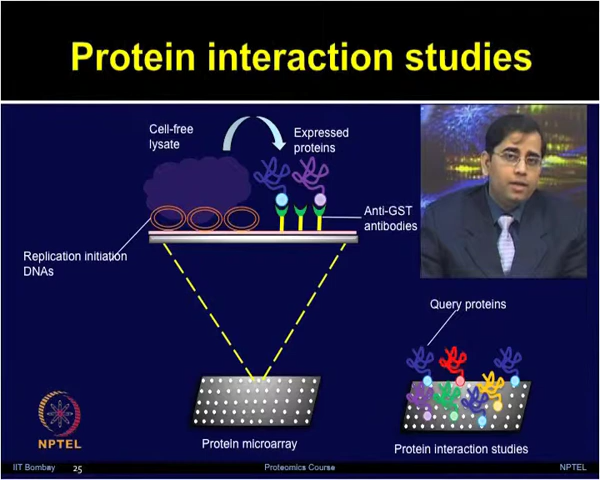 Protein interaction studies
Cell-free
lysate
Expressed
proteins
Anti-GST
antibodies
Replication initiation
DNAs
Query proteins
NPTEL
Protein microarray
Protein interaction studies
IIT Bombay
25
Proteomics Course
NPTEL